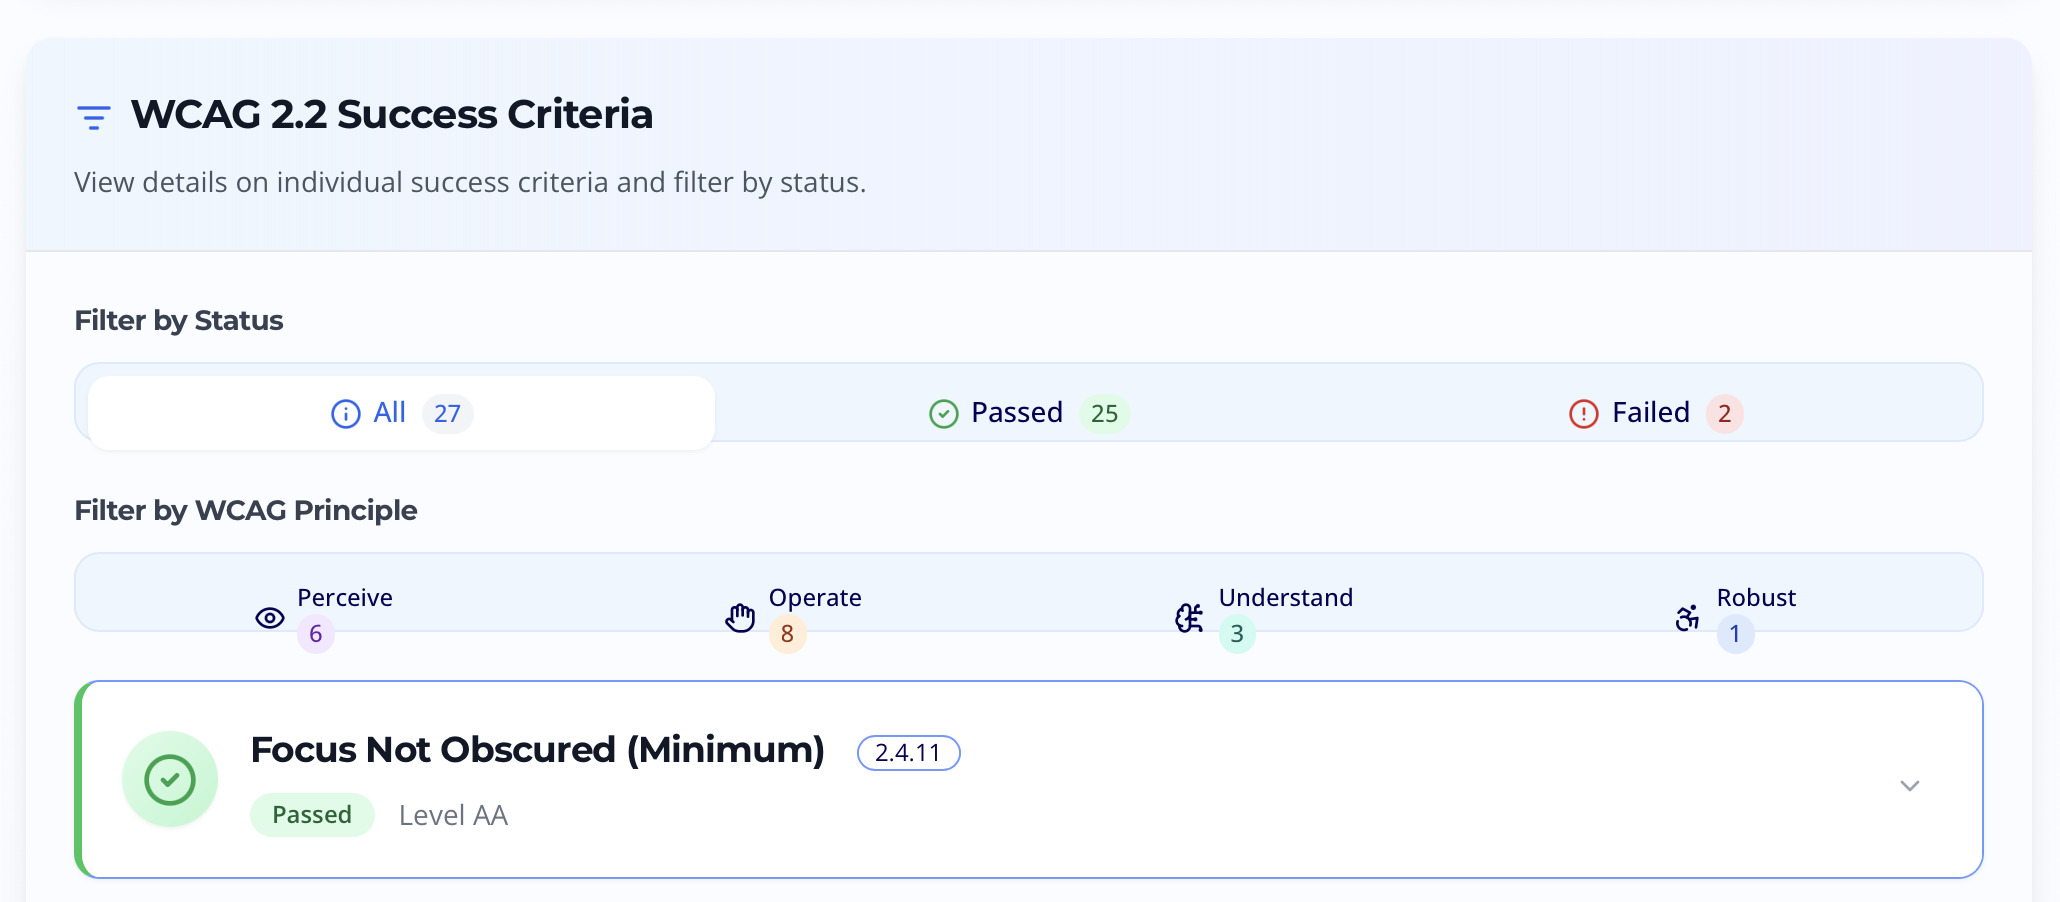 WCAG 2.2 Success Criteria
View details on individual success criteria and filter by status.
Filter by Status
All 27
Passed 25
Failed 2
Filter by WCAG Principle
Perceive
6
Operate
8
Understand
3
Robust
1
Focus Not Obscured (Minimum) 2.4.11
Passed Level AA